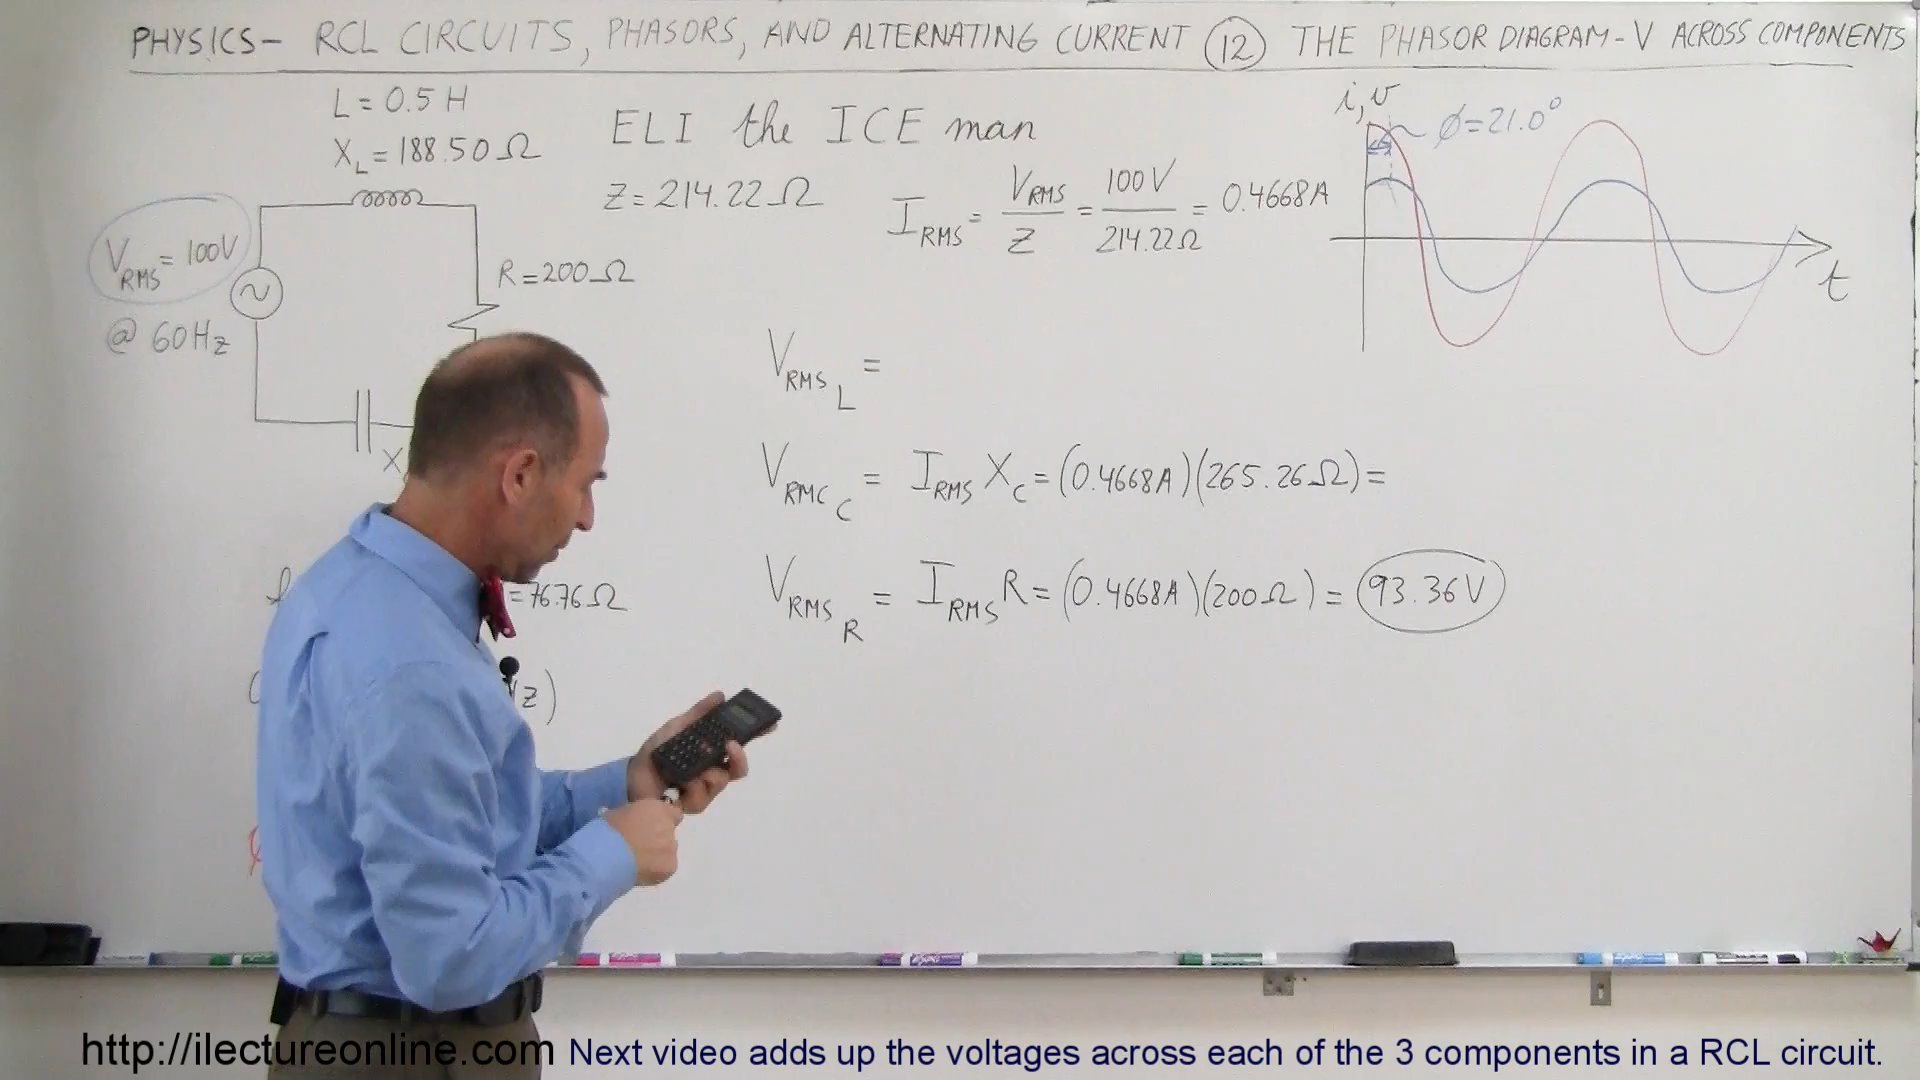 PHYSICS- RCL CIRCUITS, PHASORS, AND ALTERNATING CURRENT (12) THE PHASOR DIAGRAM - V ACROSS COMPONENTS
L = 0.5 H
X_L = 188.50 Ω
ELI the ICE man
i, v
φ = 21.0°
Z = 214.22 Ω
I_RMS = V_RMS / Z = 100V / 214.22Ω = 0.4668A
V_RMS = 100V
@ 60Hz
R = 200 Ω
t
V_RMS_L =
X
V_RMC_C = I_RMS X_C = (0.4668A)(265.26Ω) =
= 76.76 Ω
V_RMS_R = I_RMS R = (0.4668A)(200Ω) = 93.36V
z)
http://ilectureonline.com Next video adds up the voltages across each of the 3 components in a RCL circuit.